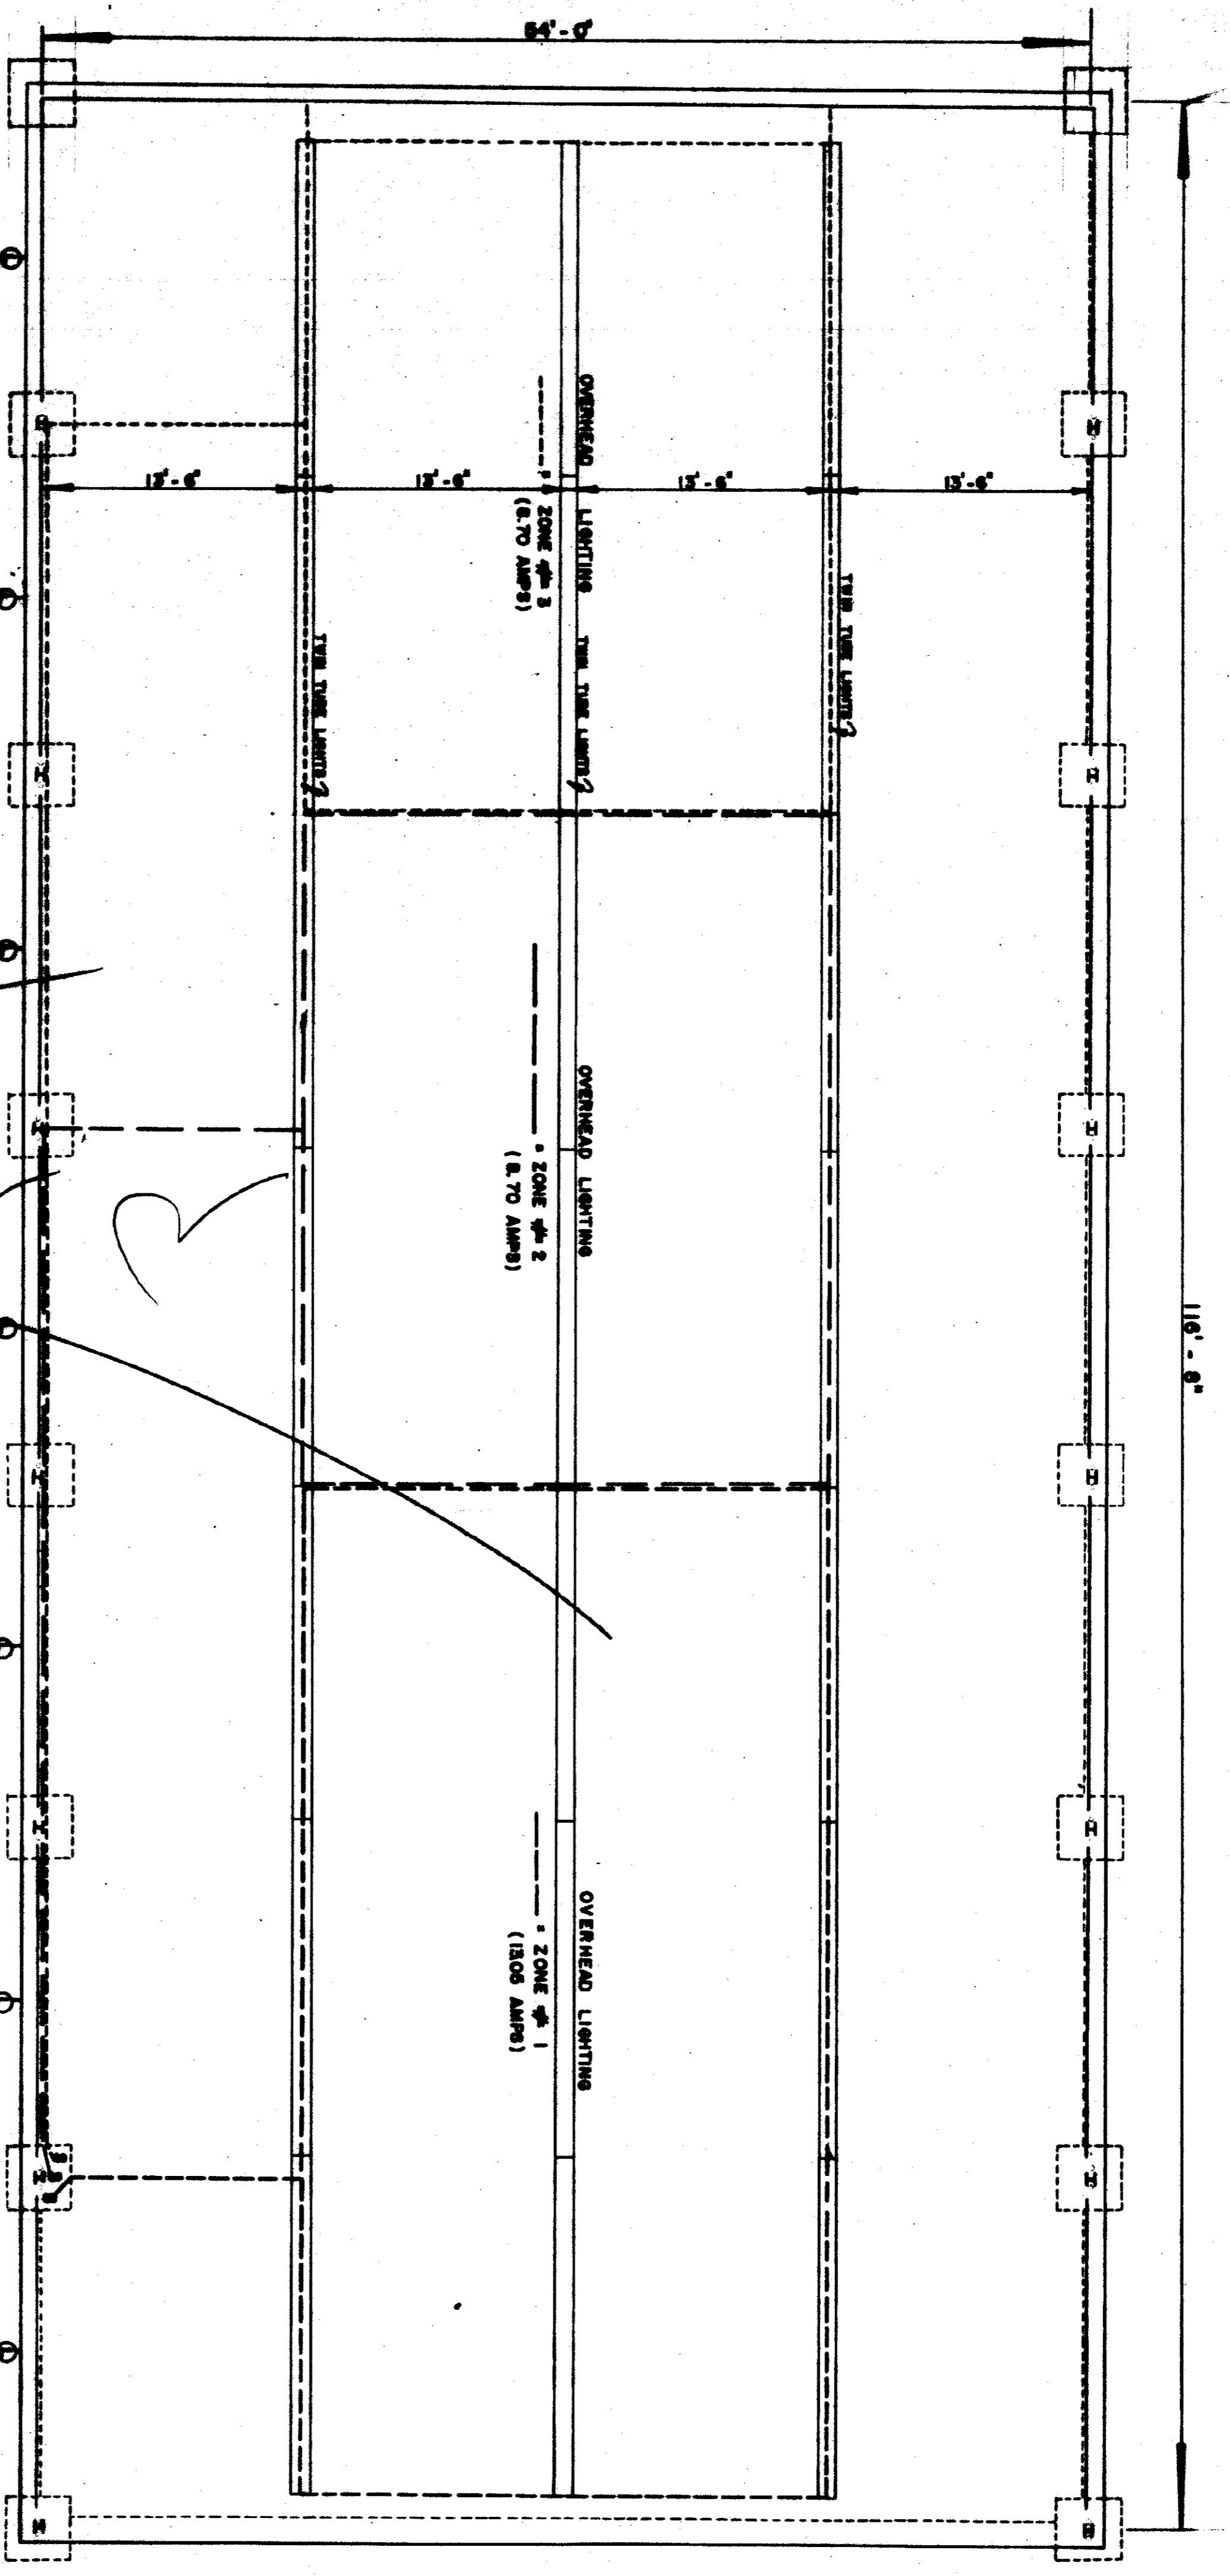 54'-0"
116'-8"
13'-6"
13'-6"
13'-6"
13'-6"
TWIN TUBE LIGHTS
OVERHEAD LIGHTING TWIN TUBE LIGHTS
= ZONE # 3
(8.70 AMPS)
TWIN TUBE LIGHTS
OVERHEAD LIGHTING
= ZONE # 2
(8.70 AMPS)
OVERHEAD LIGHTING
= ZONE # 1
(13.05 AMPS)
S
S
S